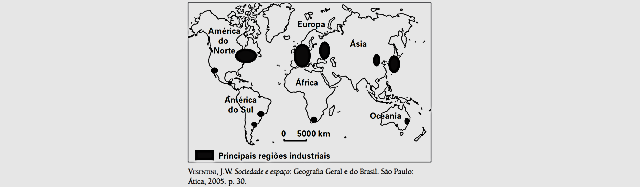 América
do
Norte
Europa
Ásia
África
América
do Sul
Oceania
0 5000 km
Principais regiões industriais
VESENTINI, J.W. Sociedade e espaço: Geografia Geral e do Brasil. São Paulo:
Ática, 2005. p. 30.